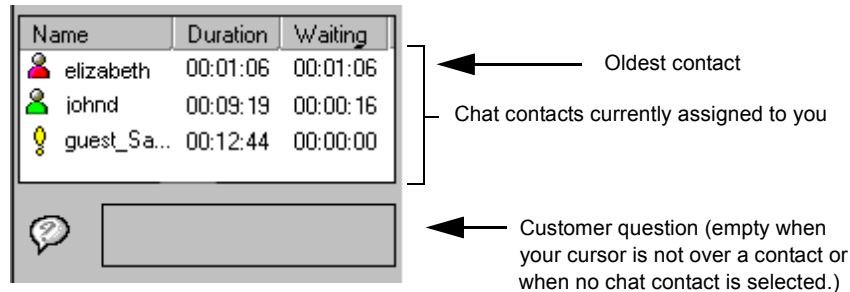 Name Duration Waiting
elizabeth 00:01:06 00:01:06
johnd 00:09:19 00:00:16
guest_Sa... 00:12:44 00:00:00
Oldest contact
Chat contacts currently assigned to you
Customer question (empty when
your cursor is not over a contact or
when no chat contact is selected.)